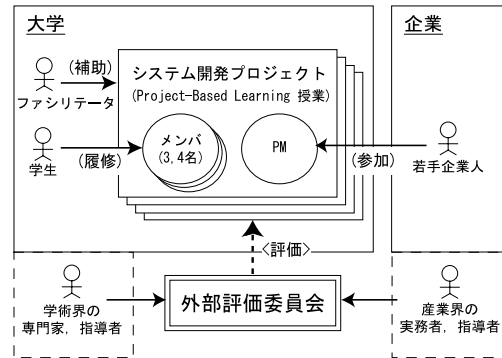 大学
企業
(補助)
ファシリテータ
システム開発プロジェクト
(Project-Based Learning 授業)
学生
(履修)
メンバ
(3,4名)
PM
(参加)
若手企業人
<評価>
学術界の
専門家, 指導者
外部評価委員会
産業界の
実務者, 指導者